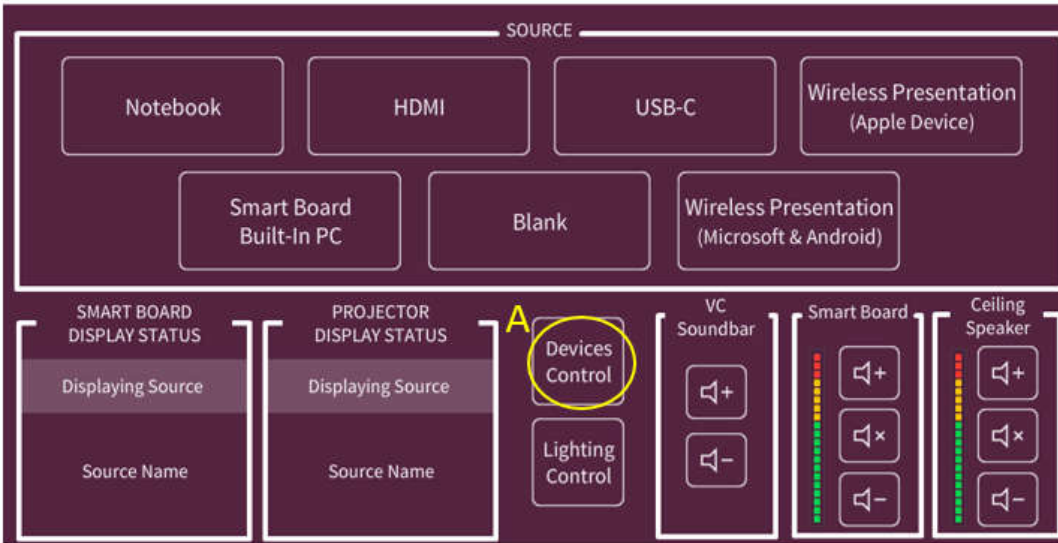 SOURCE
Notebook
HDMI
USB-C
Wireless Presentation
(Apple Device)
Smart Board
Built-In PC
Blank
Wireless Presentation
(Microsoft & Android)
SMART BOARD
DISPLAY STATUS
Displaying Source
Source Name
PROJECTOR
DISPLAY STATUS
Displaying Source
Source Name
A
Devices
Control
Lighting
Control
VC
Soundbar
Smart Board
Ceiling
Speaker